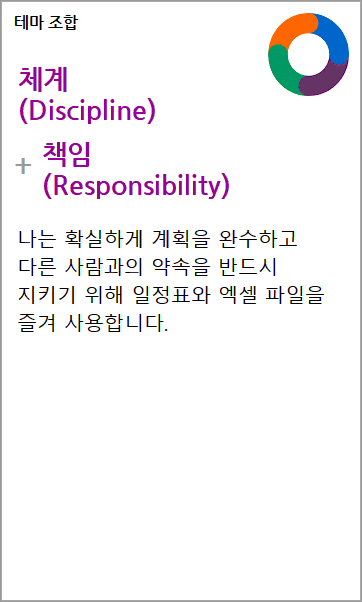 테마 조합
체계
(Discipline)
+ 책임
(Responsibility)
나는 확실하게 계획을 완수하고
다른 사람과의 약속을 반드시
지키기 위해 일정표와 엑셀 파일을
즐겨 사용합니다.